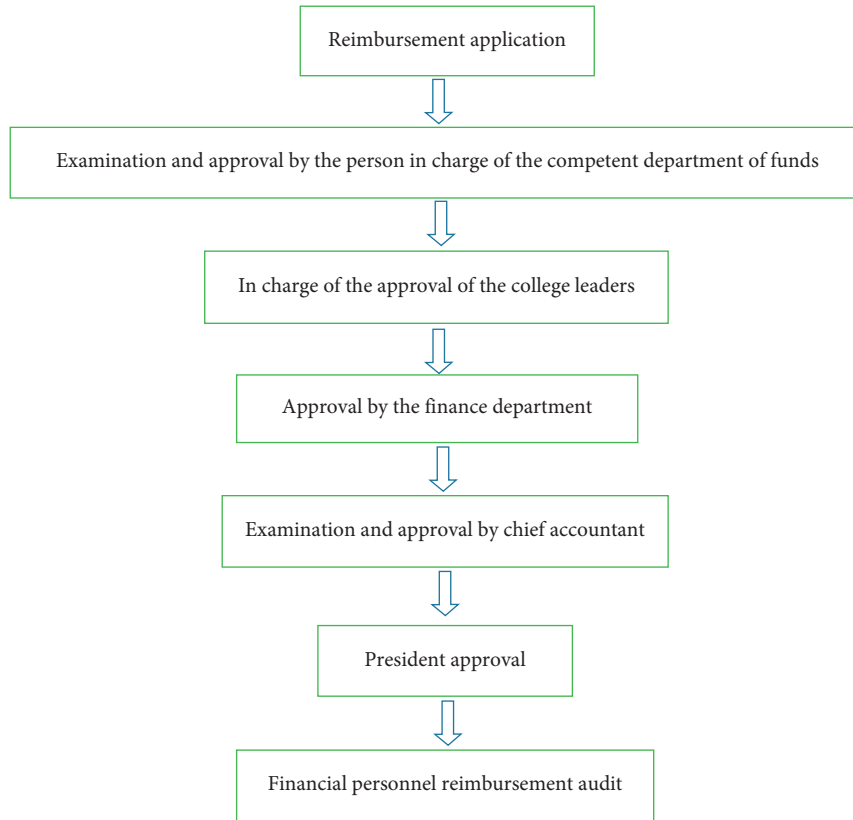 Reimbursement application
Examination and approval by the person in charge of the competent department of funds
In charge of the approval of the college leaders
Approval by the finance department
Examination and approval by chief accountant
President approval
Financial personnel reimbursement audit